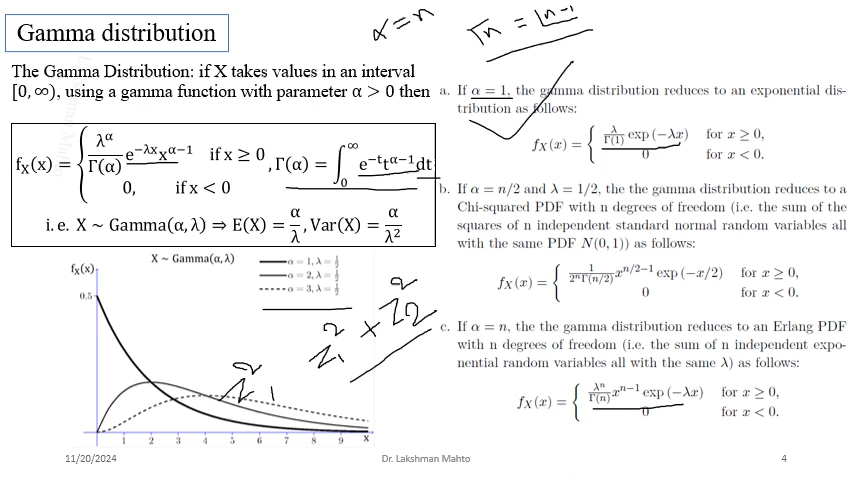 Gamma distribution
α = n
Γn = |n-1
The Gamma Distribution: if X takes values in an interval
[0, ∞), using a gamma function with parameter α > 0 then
f_X(x) = { λ^α/Γ(α) e^{−λx}x^{α−1} if x ≥ 0
0, if x < 0
, Γ(α) = ∫_0^∞ e^{−t}t^{α−1}dt
i. e. X ~ Gamma(α, λ) ⇒ E(X) = α/λ, Var(X) = α/λ²
X ~ Gamma(α, λ)
f_X(x)
0.5
α = 1, λ = 1/2
α = 2, λ = 1/2
α = 3, λ = 1/2
1 2 3 4 5 6 7 8 9 X
a. If α = 1, the gamma distribution reduces to an exponential dis-
tribution as follows:
f_X(x) = { λ/Γ(1) exp(−λx) for x ≥ 0,
0 for x < 0.
b. If α = n/2 and λ = 1/2, the the gamma distribution reduces to a
Chi-squared PDF with n degrees of freedom (i.e. the sum of the
squares of n independent standard normal random variables all
with the same PDF N(0, 1)) as follows:
f_X(x) = { 1/2^nΓ(n/2) x^{n/2−1} exp(−x/2) for x ≥ 0,
0 for x < 0.
c. If α = n, the the gamma distribution reduces to an Erlang PDF
with n degrees of freedom (i.e. the sum of n independent expo-
nential random variables all with the same λ) as follows:
f_X(x) = { λ^n/Γ(n) x^{n−1} exp(−λx) for x ≥ 0,
0 for x < 0.
11/20/2024
Dr. Lakshman Mahto
4